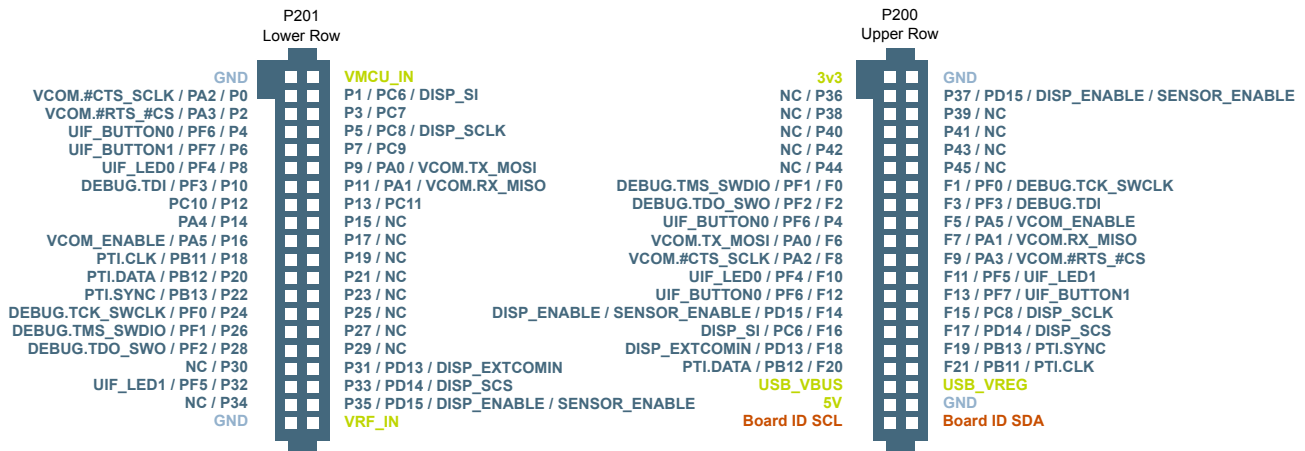 P201
Lower Row
GND VMCU_IN
VCOM.#CTS_SCLK / PA2 / P0 P1 / PC6 / DISP_SI
VCOM.#RTS_#CS / PA3 / P2 P3 / PC7
UIF_BUTTON0 / PF6 / P4 P5 / PC8 / DISP_SCLK
UIF_BUTTON1 / PF7 / P6 P7 / PC9
UIF_LED0 / PF4 / P8 P9 / PA0 / VCOM.TX_MOSI
DEBUG.TDI / PF3 / P10 P11 / PA1 / VCOM.RX_MISO
PC10 / P12 P13 / PC11
PA4 / P14 P15 / NC
VCOM_ENABLE / PA5 / P16 P17 / NC
PTI.CLK / PB11 / P18 P19 / NC
PTI.DATA / PB12 / P20 P21 / NC
PTI.SYNC / PB13 / P22 P23 / NC
DEBUG.TCK_SWCLK / PF0 / P24 P25 / NC
DEBUG.TMS_SWDIO / PF1 / P26 P27 / NC
DEBUG.TDO_SWO / PF2 / P28 P29 / NC
NC / P30 P31 / PD13 / DISP_EXTCOMIN
UIF_LED1 / PF5 / P32 P33 / PD14 / DISP_SCS
NC / P34 P35 / PD15 / DISP_ENABLE / SENSOR_ENABLE
GND VRF_IN
P200
Upper Row
3v3 GND
NC / P36 P37 / PD15 / DISP_ENABLE / SENSOR_ENABLE
NC / P38 P39 / NC
NC / P40 P41 / NC
NC / P42 P43 / NC
NC / P44 P45 / NC
DEBUG.TMS_SWDIO / PF1 / F0 F1 / PF0 / DEBUG.TCK_SWCLK
DEBUG.TDO_SWO / PF2 / F2 F3 / PF3 / DEBUG.TDI
UIF_BUTTON0 / PF6 / P4 F5 / PA5 / VCOM_ENABLE
VCOM.TX_MOSI / PA0 / F6 F7 / PA1 / VCOM.RX_MISO
VCOM.#CTS_SCLK / PA2 / F8 F9 / PA3 / VCOM.#RTS_#CS
UIF_LED0 / PF4 / F10 F11 / PF5 / UIF_LED1
UIF_BUTTON0 / PF6 / F12 F13 / PF7 / UIF_BUTTON1
DISP_ENABLE / SENSOR_ENABLE / PD15 / F14 F15 / PC8 / DISP_SCLK
DISP_SI / PC6 / F16 F17 / PD14 / DISP_SCS
DISP_EXTCOMIN / PD13 / F18 F19 / PB13 / PTI.SYNC
PTI.DATA / PB12 / F20 F21 / PB11 / PTI.CLK
USB_VBUS USB_VREG
5V GND
Board ID SCL Board ID SDA